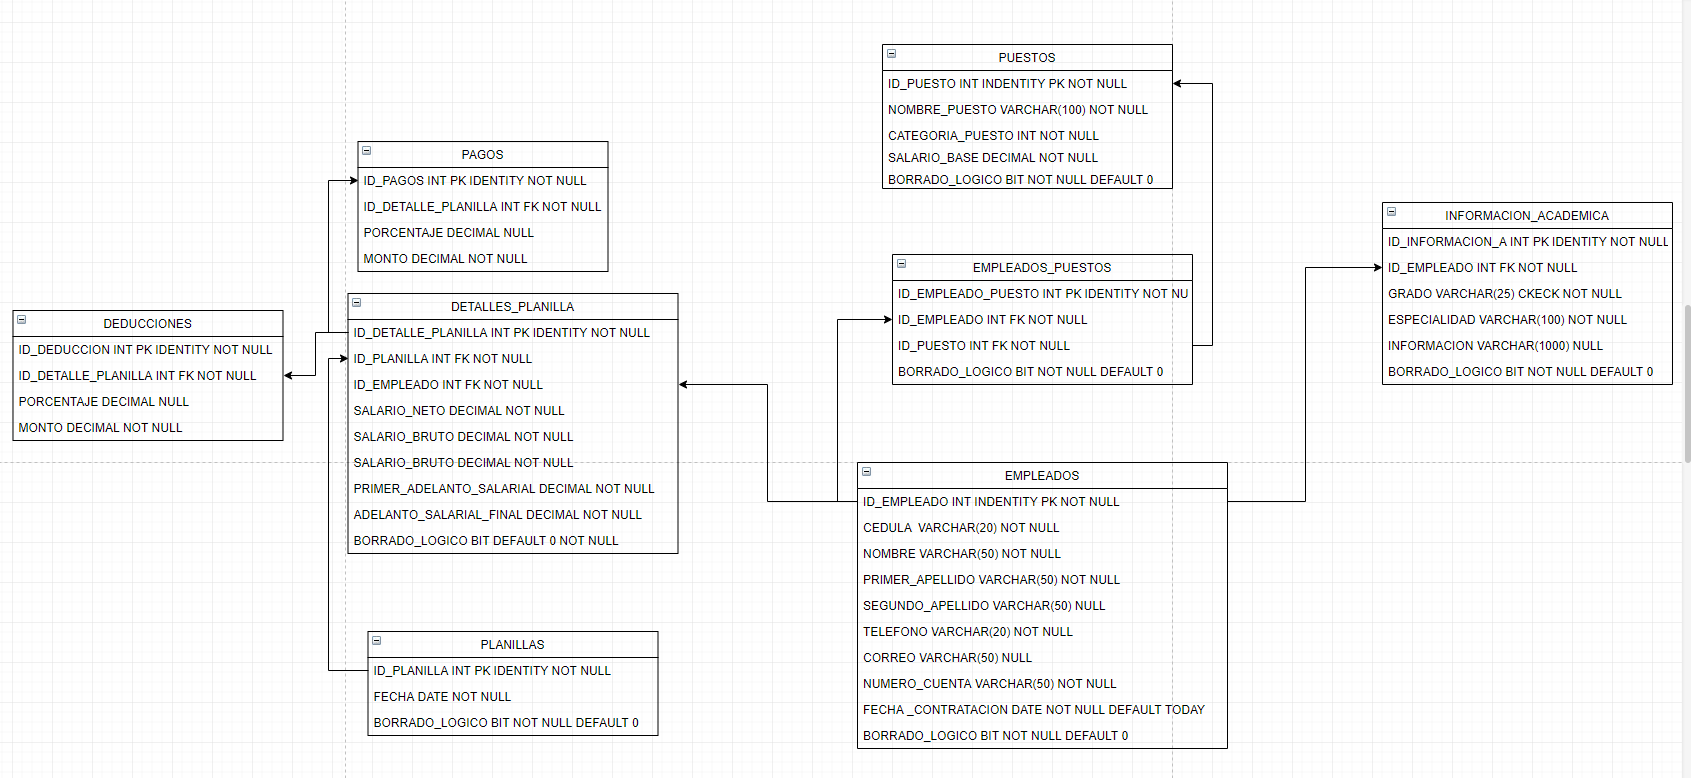 PUESTOS
ID_PUESTO INT INDENTITY PK NOT NULL
NOMBRE_PUESTO VARCHAR(100) NOT NULL
CATEGORIA_PUESTO INT NOT NULL
SALARIO_BASE DECIMAL NOT NULL
BORRADO_LOGICO BIT NOT NULL DEFAULT 0
PAGOS
ID_PAGOS INT PK IDENTITY NOT NULL
ID_DETALLE_PLANILLA INT FK NOT NULL
PORCENTAJE DECIMAL NULL
MONTO DECIMAL NOT NULL
INFORMACION_ACADEMICA
ID_INFORMACION_A INT PK IDENTITY NOT NULL
ID_EMPLEADO INT FK NOT NULL
GRADO VARCHAR(25) CKECK NOT NULL
ESPECIALIDAD VARCHAR(100) NOT NULL
INFORMACION VARCHAR(1000) NULL
BORRADO_LOGICO BIT NOT NULL DEFAULT 0
EMPLEADOS_PUESTOS
ID_EMPLEADO_PUESTO INT PK IDENTITY NOT NU
ID_EMPLEADO INT FK NOT NULL
ID_PUESTO INT FK NOT NULL
BORRADO_LOGICO BIT NOT NULL DEFAULT 0
DETALLES_PLANILLA
ID_DETALLE_PLANILLA INT PK IDENTITY NOT NULL
ID_PLANILLA INT FK NOT NULL
ID_EMPLEADO INT FK NOT NULL
SALARIO_NETO DECIMAL NOT NULL
SALARIO_BRUTO DECIMAL NOT NULL
SALARIO_BRUTO DECIMAL NOT NULL
PRIMER_ADELANTO_SALARIAL DECIMAL NOT NULL
ADELANTO_SALARIAL_FINAL DECIMAL NOT NULL
BORRADO_LOGICO BIT DEFAULT 0 NOT NULL
DEDUCCIONES
ID_DEDUCCION INT PK IDENTITY NOT NULL
ID_DETALLE_PLANILLA INT FK NOT NULL
PORCENTAJE DECIMAL NULL
MONTO DECIMAL NOT NULL
EMPLEADOS
ID_EMPLEADO INT INDENTITY PK NOT NULL
CEDULA  VARCHAR(20) NOT NULL
NOMBRE VARCHAR(50) NOT NULL
PRIMER_APELLIDO VARCHAR(50) NOT NULL
SEGUNDO_APELLIDO VARCHAR(50) NULL
TELEFONO VARCHAR(20) NOT NULL
CORREO VARCHAR(50) NULL
NUMERO_CUENTA VARCHAR(50) NOT NULL
FECHA _CONTRATACION DATE NOT NULL DEFAULT TODAY
BORRADO_LOGICO BIT NOT NULL DEFAULT 0
PLANILLAS
ID_PLANILLA INT PK IDENTITY NOT NULL
FECHA DATE NOT NULL
BORRADO_LOGICO BIT NOT NULL DEFAULT 0